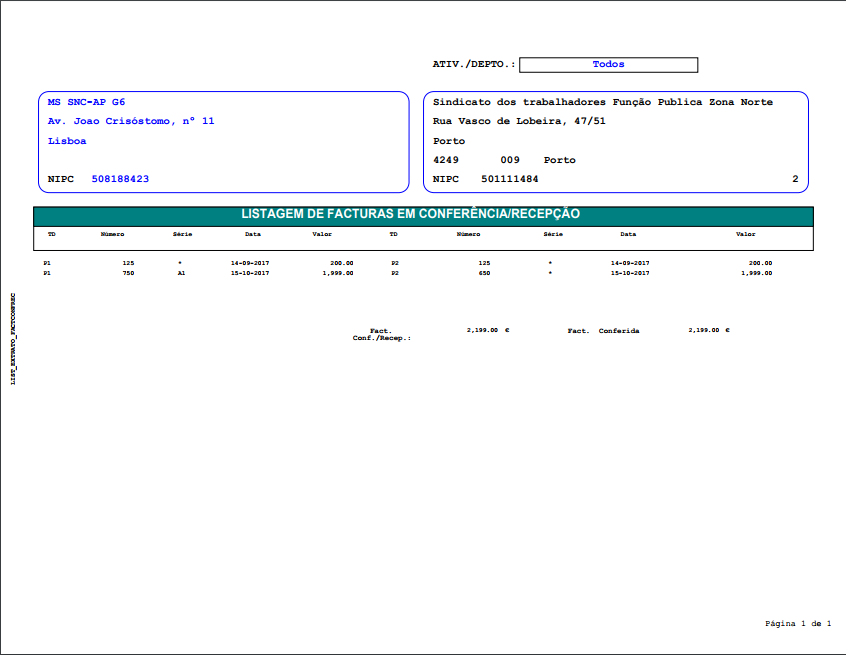 ATIV./DEPTO.: Todos
MS SNC-AP G6
Av. Joao Crisóstomo, nº 11
Lisboa
NIPC 508188423
Sindicato dos trabalhadores Função Publica Zona Norte
Rua Vasco de Lobeira, 47/51
Porto
4249 009 Porto
NIPC 501111484 2
LISTAGEM DE FACTURAS EM CONFERÊNCIA/RECEPÇÃO
TD Número Série Data Valor TD Número Série Data Valor
P1 125 * 14-09-2017 200.00 P2 125 * 14-09-2017 200.00
P1 750 A1 15-10-2017 1,999.00 P2 650 * 15-10-2017 1,999.00
Fact. 2,199.00 € Fact. Conferida 2,199.00 €
Conf./Recep.:
LIST_EXTRATO_FACTCONFREC
Página 1 de 1